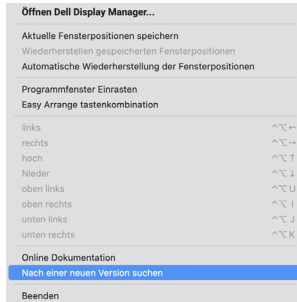 Öffnen Dell Display Manager...
Aktuelle Fensterpositionen speichern
Wiederherstellen gespeicherten Fensterpositionen
Automatische Wiederherstellung der Fensterpositionen
Programmfenster Einrasten
Easy Arrange tastenkombination
links ^⌥←
rechts ^⌥→
hoch ^⌥↑
Nieder ^⌥↓
oben links ^⌥U
oben rechts ^⌥I
unten links ^⌥J
unten rechts ^⌥K
Online Dokumentation
Nach einer neuen Version suchen
Beenden